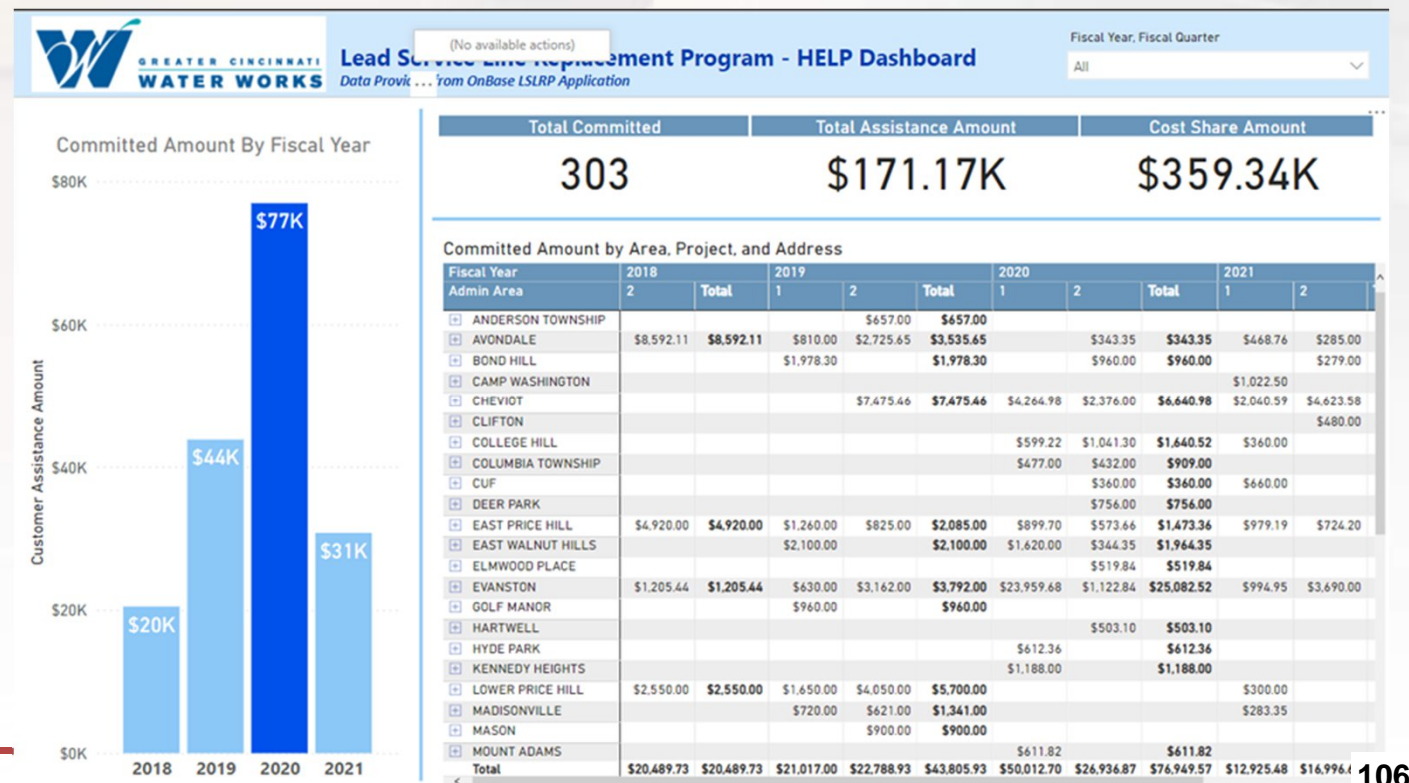 GREATER CINCINNATI
WATER WORKS
(No available actions)
Lead Service Line Replacement Program - HELP Dashboard
... from OnBase LSLRP Application
Fiscal Year, Fiscal Quarter
All
Committed Amount By Fiscal Year
Customer Assistance Amount
$80K
$60K
$40K
$20K
$0K
$20K
$44K
$77K
$31K
2018 2019 2020 2021
Total Committed Total Assistance Amount Cost Share Amount
303 $171.17K $359.34K
Committed Amount by Area, Project, and Address
Fiscal Year 2018 2019 2020 2021
Admin Area 2 Total 1 2 Total 1 2 Total 1 2
ANDERSON TOWNSHIP $657.00 $657.00
AVONDALE $8,592.11 $8,592.11 $810.00 $2,725.65 $3,535.65 $343.35 $343.35 $468.76 $285.00
BOND HILL $1,978.30 $1,978.30 $960.00 $960.00 $279.00
CAMP WASHINGTON $1,022.50
CHEVIOT $7,475.46 $7,475.46 $4,264.98 $2,376.00 $6,640.98 $2,040.59 $4,623.58
CLIFTON $480.00
COLLEGE HILL $599.22 $1,041.30 $1,640.52 $360.00
COLUMBIA TOWNSHIP $477.00 $432.00 $909.00
CUF $360.00 $360.00 $660.00
DEER PARK $756.00 $756.00
EAST PRICE HILL $4,920.00 $4,920.00 $1,260.00 $825.00 $2,085.00 $899.70 $573.66 $1,473.36 $979.19 $724.20
EAST WALNUT HILLS $2,100.00 $2,100.00 $1,620.00 $344.35 $1,964.35
ELMWOOD PLACE $519.84 $519.84
EVANSTON $1,205.44 $1,205.44 $630.00 $3,162.00 $3,792.00 $23,959.68 $1,122.84 $25,082.52 $994.95 $3,690.00
GOLF MANOR $960.00 $960.00
HARTWELL $503.10 $503.10
HYDE PARK $612.36 $612.36
KENNEDY HEIGHTS $1,188.00 $1,188.00
LOWER PRICE HILL $2,550.00 $2,550.00 $1,650.00 $4,050.00 $5,700.00 $300.00
MADISONVILLE $720.00 $621.00 $1,341.00 $283.35
MASON $900.00 $900.00
MOUNT ADAMS $611.82 $611.82
Total $20,489.73 $20,489.73 $21,017.00 $22,788.93 $43,805.93 $50,012.70 $26,936.87 $76,949.57 $12,925.48
106